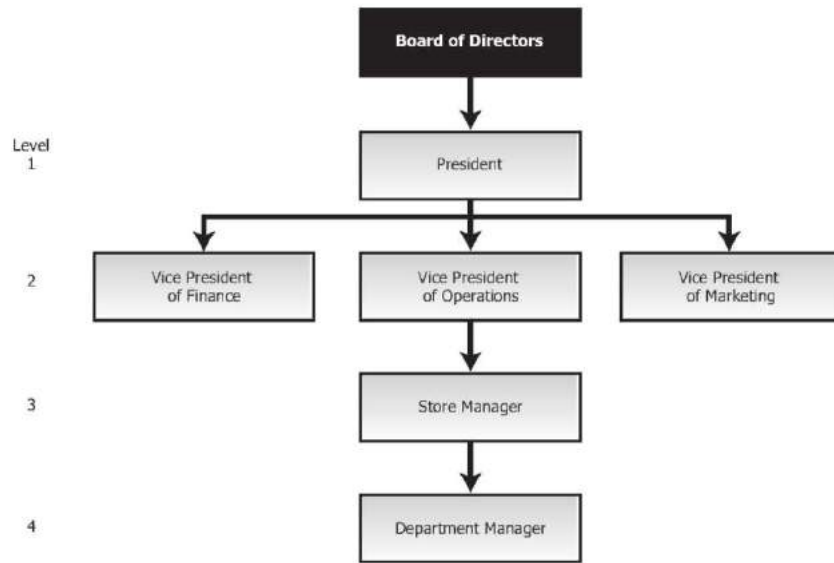 Board of Directors
Level
1
President
2
Vice President
of Finance
Vice President
of Operations
Vice President
of Marketing
3
Store Manager
4
Department Manager